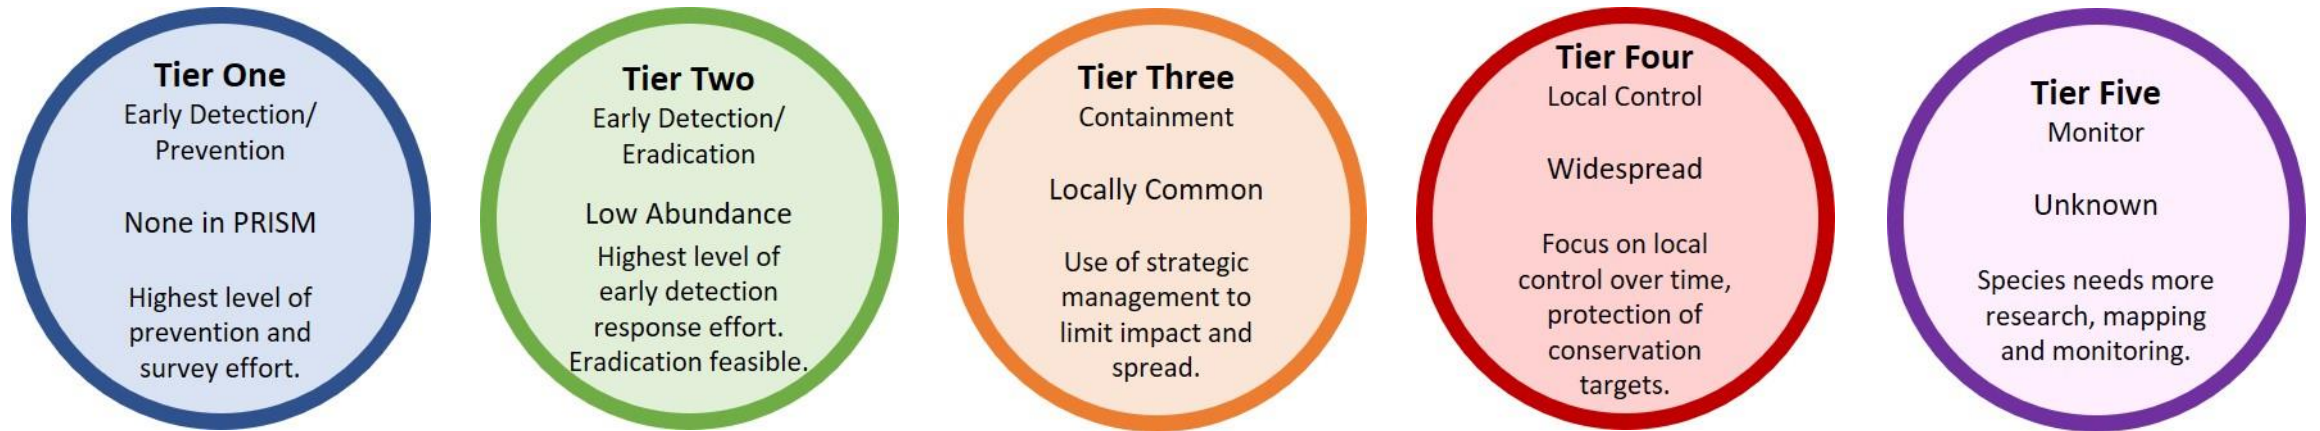 Tier One
Early Detection/
Prevention
None in PRISM
Highest level of
prevention and
survey effort.
Tier Two
Early Detection/
Eradication
Low Abundance
Highest level of
early detection
response effort.
Eradication feasible.
Tier Three
Containment
Locally Common
Use of strategic
management to
limit impact and
spread.
Tier Four
Local Control
Widespread
Focus on local
control over time,
protection of
conservation
targets.
Tier Five
Monitor
Unknown
Species needs more
research, mapping
and monitoring.